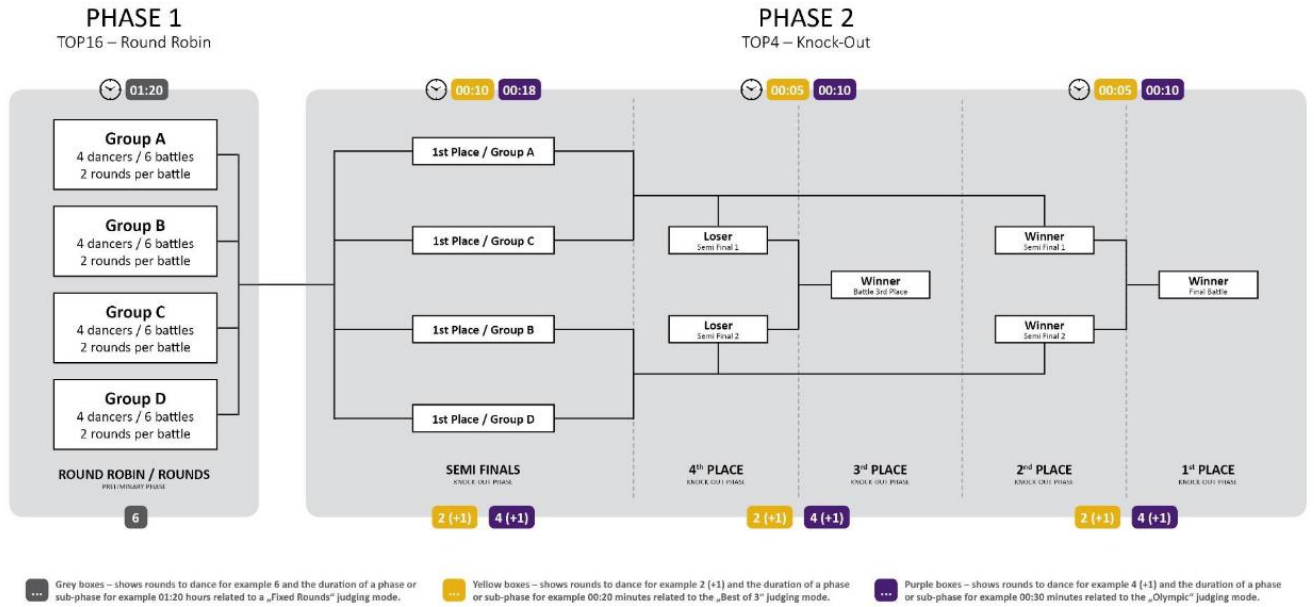 PHASE 1
TOP16 – Round Robin
PHASE 2
TOP4 – Knock-Out
01:20
00:10 00:18
00:05 00:10
00:05 00:10
Group A
4 dancers / 6 battles
2 rounds per battle
Group B
4 dancers / 6 battles
2 rounds per battle
Group C
4 dancers / 6 battles
2 rounds per battle
Group D
4 dancers / 6 battles
2 rounds per battle
1st Place / Group A
1st Place / Group C
1st Place / Group B
1st Place / Group D
Loser
Semi Final 1
Loser
Semi Final 2
Winner
Battle 3rd Place
Winner
Semi Final 1
Winner
Semi Final 2
Winner
Final Battle
ROUND ROBIN / ROUNDS
PRELIMINARY PHASE
SEMI FINALS
KNOCK OUT PHASE
4th PLACE
KNOCK OUT PHASE
3rd PLACE
KNOCK OUT PHASE
2nd PLACE
KNOCK OUT PHASE
1st PLACE
KNOCK OUT PHASE
6
2 (+1) 4 (+1)
2 (+1) 4 (+1)
2 (+1) 4 (+1)
...
Grey boxes – shows rounds to dance for example 6 and the duration of a phase or
sub-phase for example 01:20 hours related to a „Fixed Rounds“ judging mode.
...
Yellow boxes – shows rounds to dance for example 2 (+1) and the duration of a phase
or sub-phase for example 00:20 minutes related to the „Best of 3“ judging mode.
...
Purple boxes – shows rounds to dance for example 4 (+1) and the duration of a phase
or sub-phase for example 00:30 minutes related to the „Olympic“ judging mode.